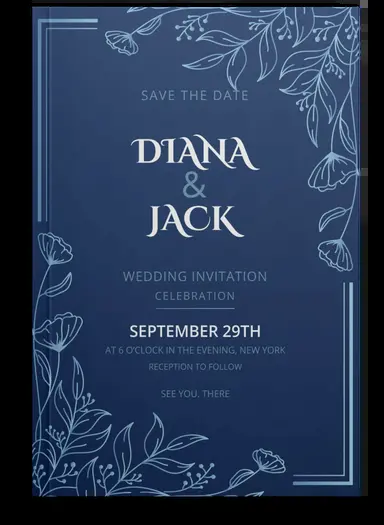 SAVE THE DATE
DIANA
&
JACK
WEDDING INVITATION
CELEBRATION
SEPTEMBER 29TH
AT 6 O'CLOCK IN THE EVENING, NEW YORK
RECEPTION TO FOLLOW
SEE YOU, THERE